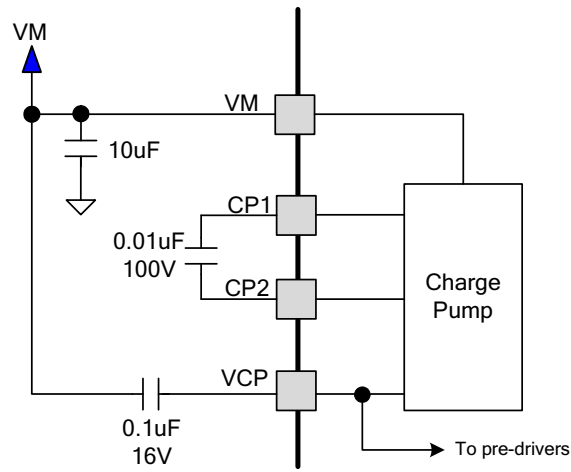 VM
VM
10uF
CP1
0.01uF
100V
CP2
Charge
Pump
VCP
0.1uF
16V
To pre-drivers